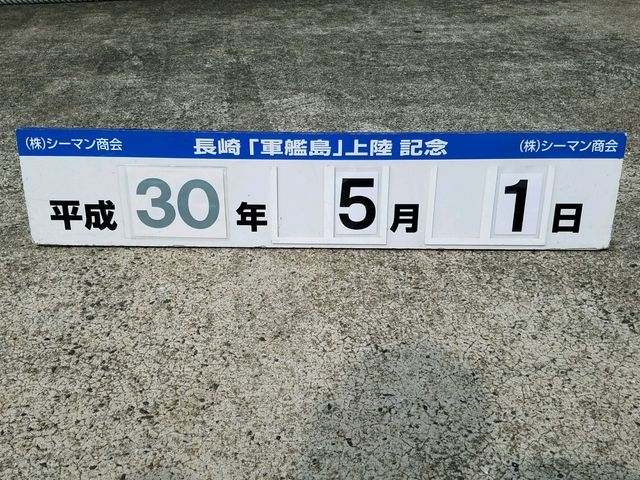 (株)シーマン商会 長崎「軍艦島」上陸 記念 (株)シーマン商会
平成 30 年 5 月 1 日